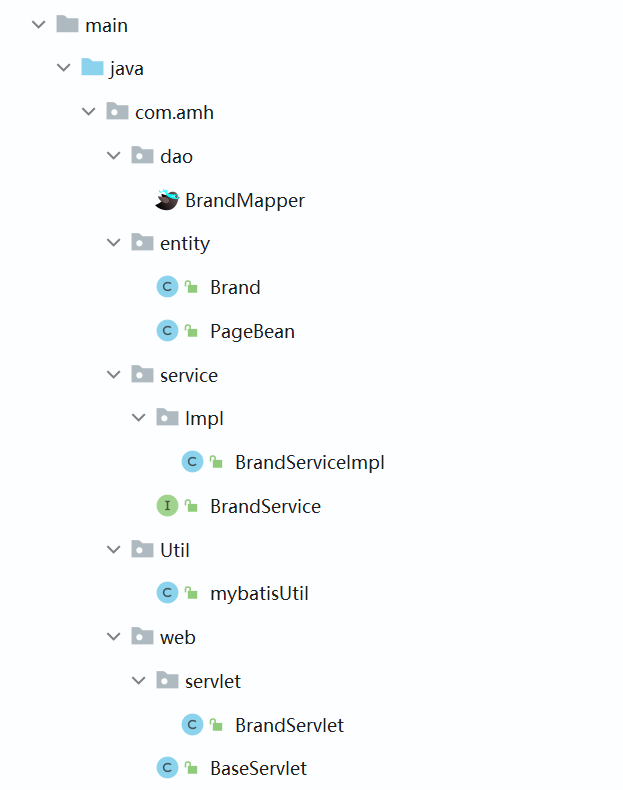 main
java
com.amh
dao
BrandMapper
entity
Brand
PageBean
service
Impl
BrandServiceImpl
BrandService
Util
mybatisUtil
web
servlet
BrandServlet
BaseServlet